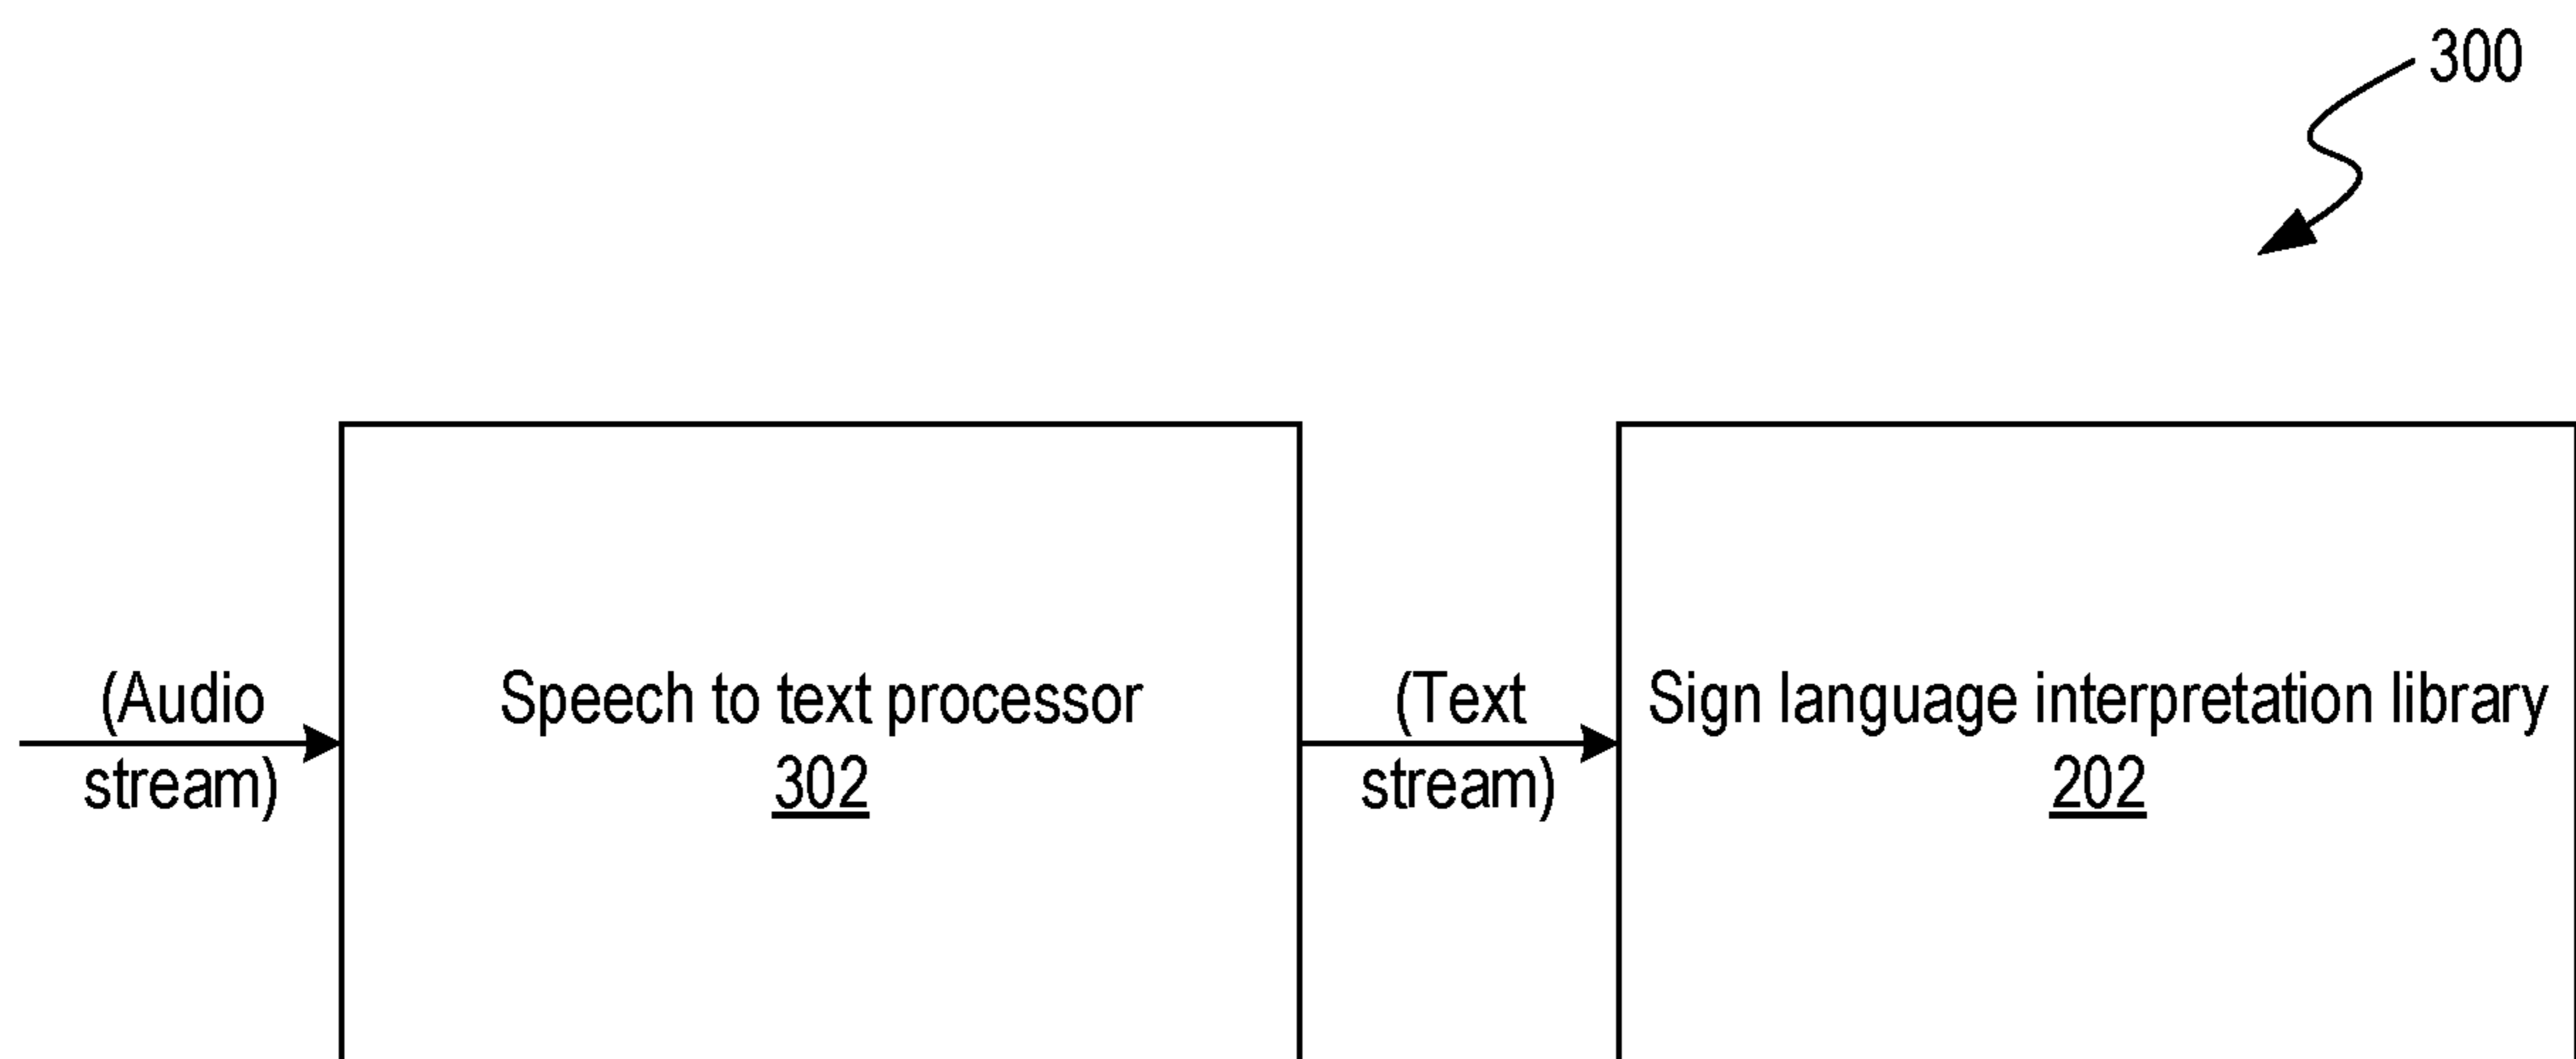 300
(Audio
stream)
Speech to text processor
302
(Text
stream)
Sign language interpretation library
202